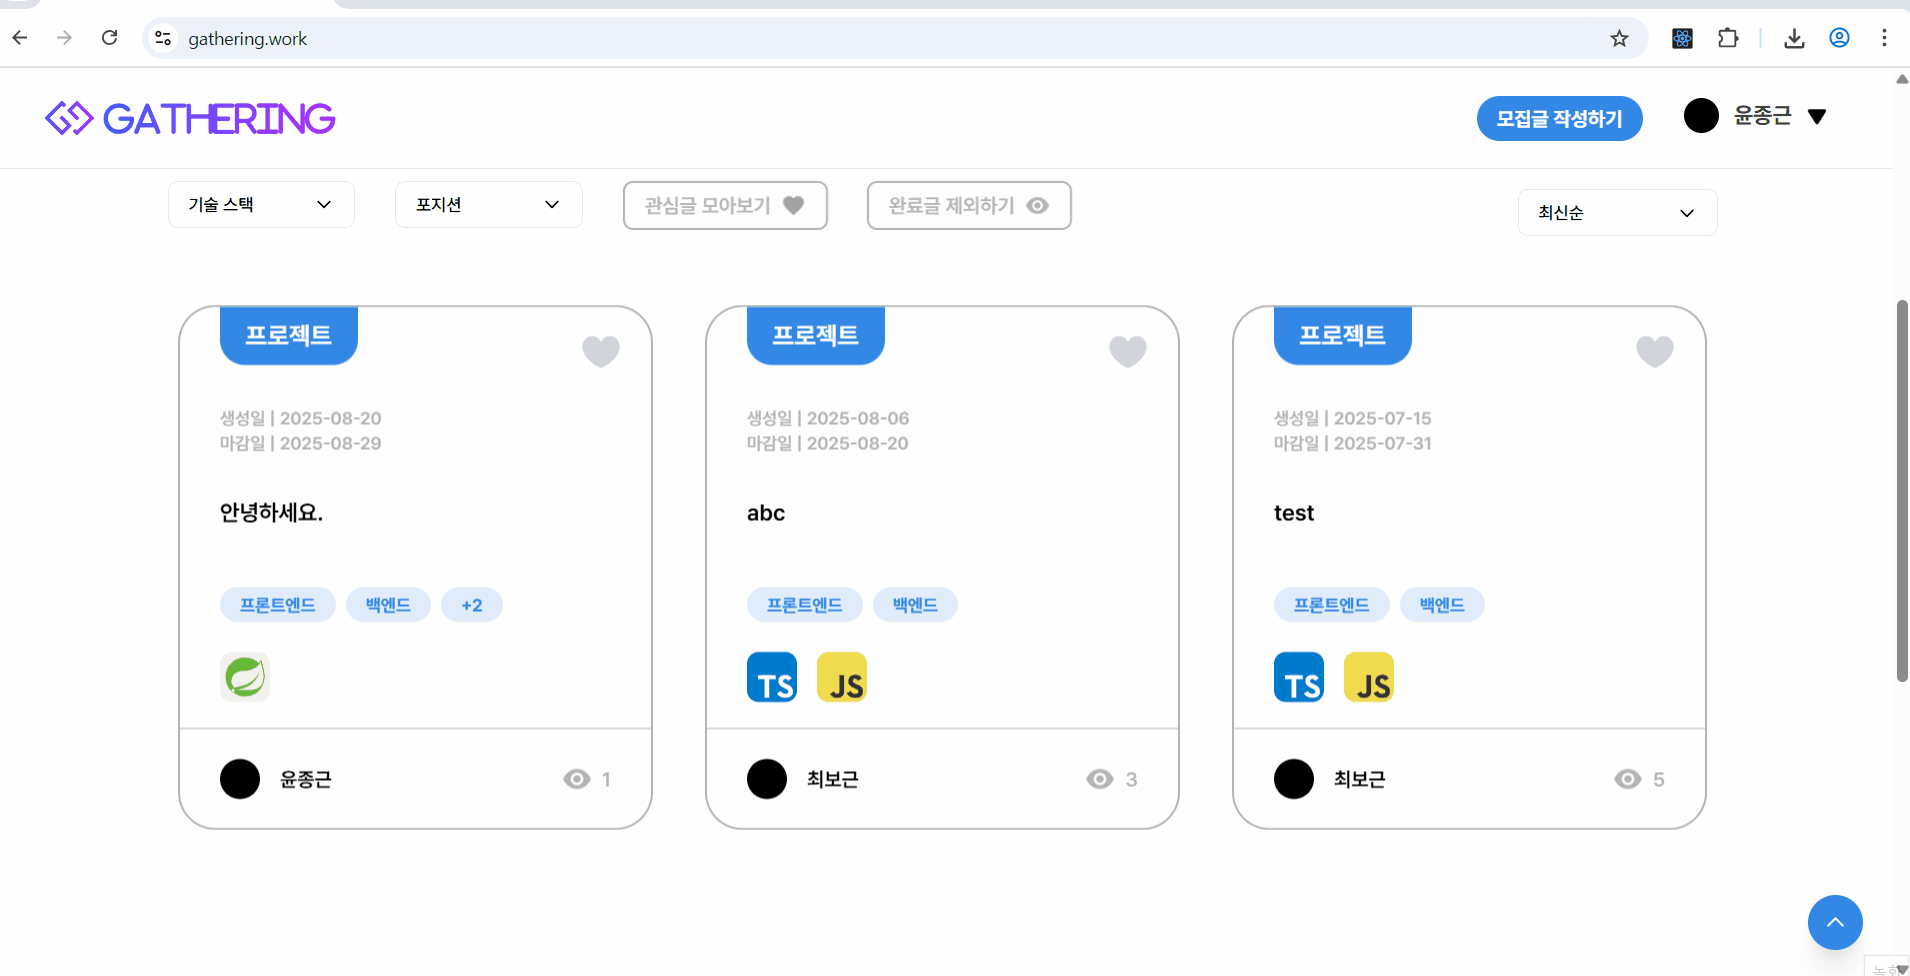 gathering.work
GATHERING
모집글 작성하기
윤종근
기술 스택
포지션
관심글 모아보기
완료글 제외하기
최신순
프로젝트
생성일 | 2025-08-20
마감일 | 2025-08-29
안녕하세요.
프론트엔드 백엔드 +2
윤종근 1
프로젝트
생성일 | 2025-08-06
마감일 | 2025-08-20
abc
프론트엔드 백엔드
TS JS
최보근 3
프로젝트
생성일 | 2025-07-15
마감일 | 2025-07-31
test
프론트엔드 백엔드
TS JS
최보근 5